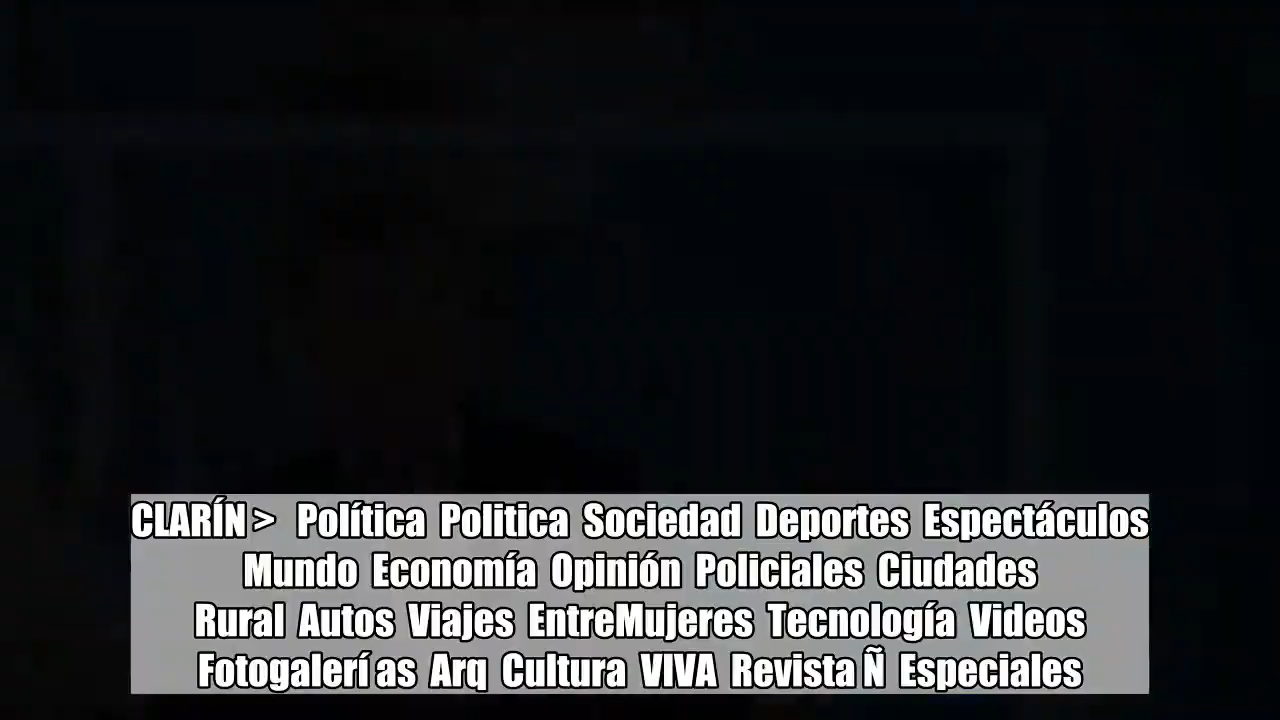 CLARÍN > Política Politica Sociedad Deportes Espectáculos
Mundo Economía Opinión Policiales Ciudades
Rural Autos Viajes EntreMujeres Tecnología Videos
Fotogalerí as Arq Cultura VIVA Revista Ñ Especiales